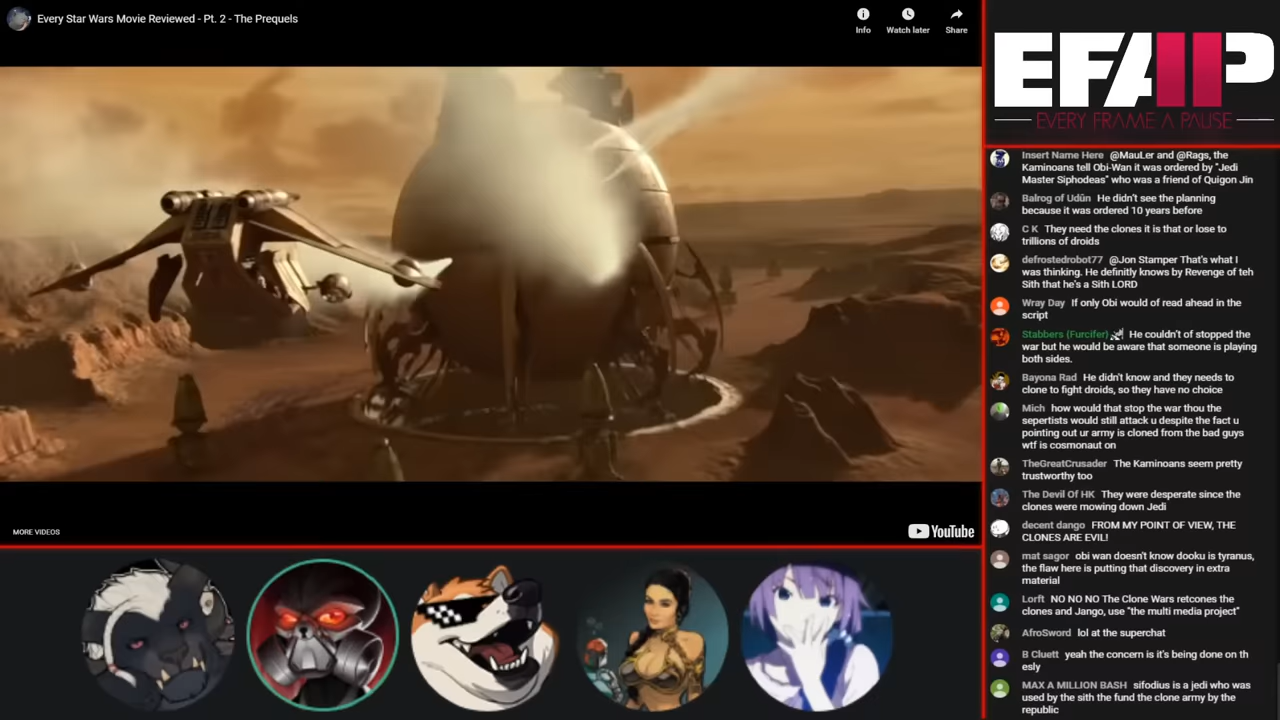 Every Star Wars Movie Reviewed - Pt. 2 - The Prequels
Info
Watch later
Share
MORE VIDEOS
YouTube
EFAP
EVERY FRAME A PAUSE
Insert Name Here @MauLer and @Rags, the
Kaminoans tell Obi-Wan it was ordered by "Jedi
Master Siphodeas" who was a friend of Quigon Jin
Balrog of Udûn He didn't see the planning
because it was ordered 10 years before
C K They need the clones it is that or lose to
trillions of droids
defrostedrobot77 @Jon Stamper That's what I
was thinking. He definitly knows by Revenge of teh
Sith that he's a Sith LORD
Wray Day If only Obi would of read ahead in the
script
Stabbers (Furcifer) He couldn't of stopped the
war but he would be aware that someone is playing
both sides.
Bayona Rad He didn't know and they needs to
clone to fight droids, so they have no choice
Mich how would that stop the war thou the
sepertists would still attack u despite the fact u
pointing out ur army is cloned from the bad guys
wtf is cosmonaut on
TheGreatCrusader The Kaminoans seem pretty
trustworthy too
The Devil Of HK They were desperate since the
clones were mowing down Jedi
decent dango FROM MY POINT OF VIEW, THE
CLONES ARE EVIL!
mat sagor obi wan doesn't know dooku is tyranus,
the flaw here is putting that discovery in extra
material
Lorft NO NO NO The Clone Wars retcones the
clones and Jango, use "the multi media project"
AfroSword lol at the superchat
B Cluett yeah the concern is it's being done on th
esly
MAX A MILLION BASH sifodius is a jedi who was
used by the sith the fund the clone army by the
republic